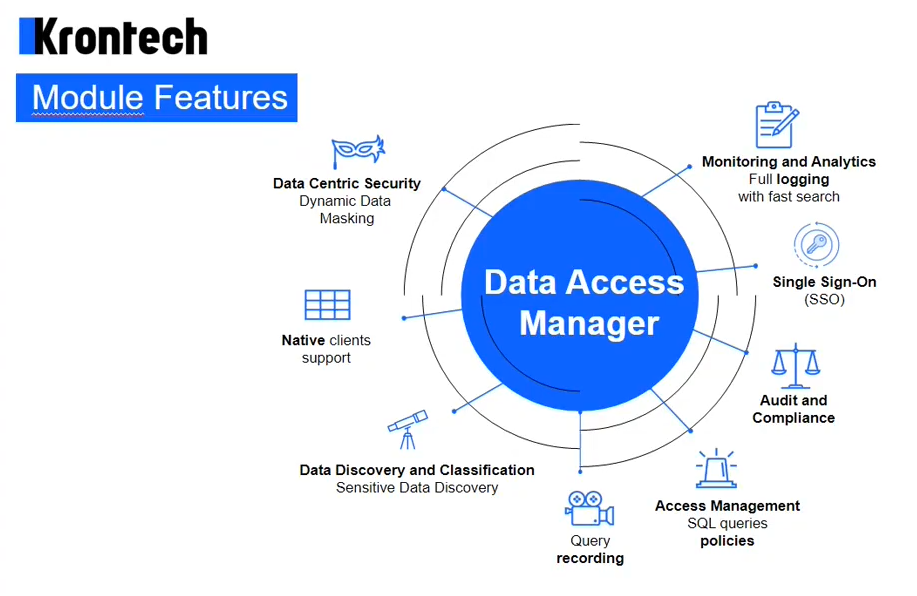 Krontech
Module Features
Data Centric Security
Dynamic Data
Masking
Monitoring and Analytics
Full logging
with fast search
Data Access
Manager
Single Sign-On
(SSO)
Native clients
support
Audit and
Compliance
Data Discovery and Classification
Sensitive Data Discovery
Access Management
SQL queries
policies
Query
recording